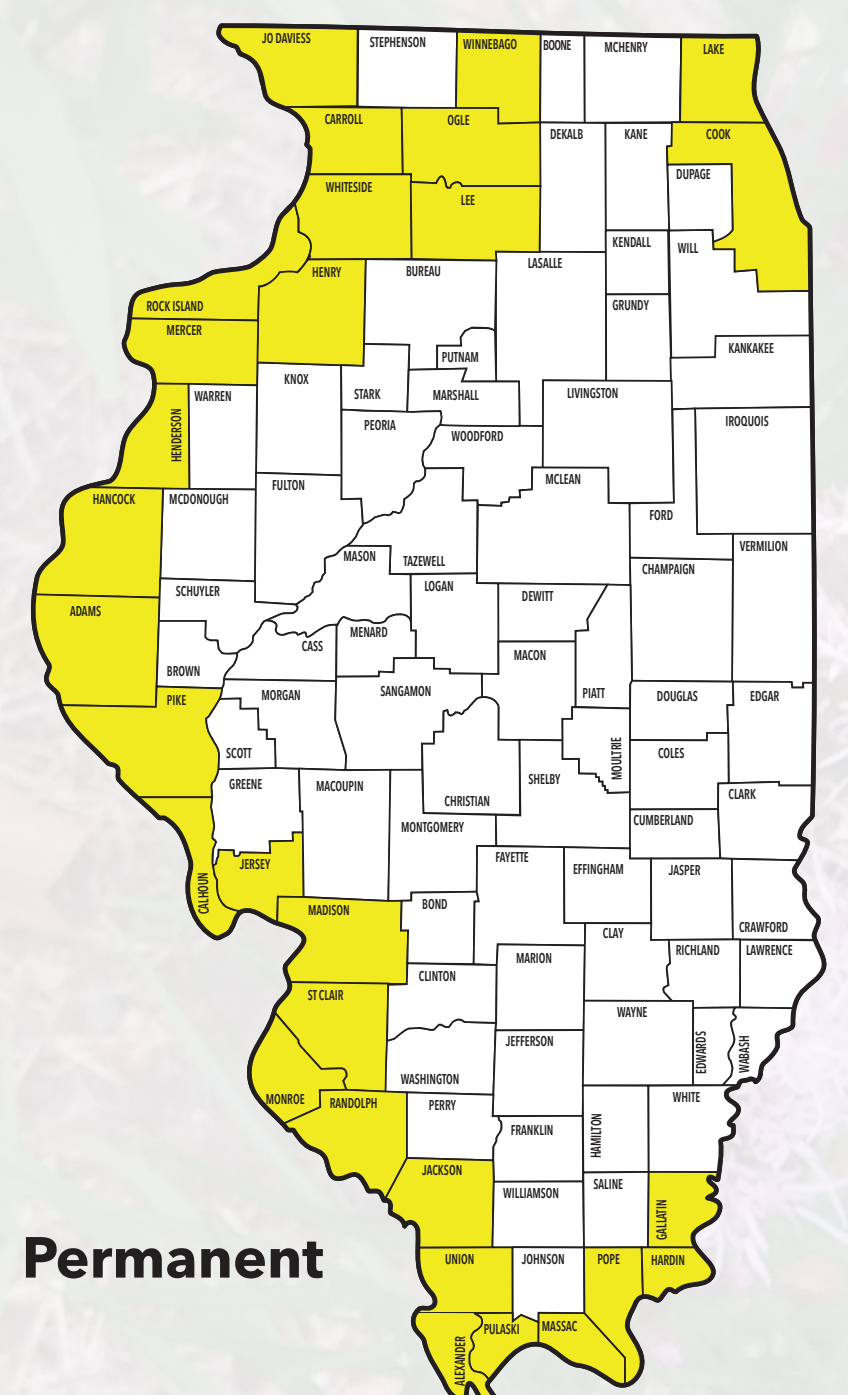 JO DAVIESS
STEPHENSON
WINNEBAGO
BOONE
MCHENRY
LAKE
CARROLL
OGLE
DEKALB
KANE
COOK
DUPAGE
WHITESIDE
LEE
KENDALL
WILL
HENRY
BUREAU
LASALLE
ROCK ISLAND
GRUNDY
MERCER
PUTNAM
KANKAKEE
KNOX
WARREN
STARK
MARSHALL
LIVINGSTON
HENDERSON
PEORIA
WOODFORD
IROQUOIS
HANCOCK
MCDONOUGH
FULTON
MCLEAN
FORD
MASON
TAZEWELL
VERMILION
CHAMPAIGN
SCHUYLER
LOGAN
DEWITT
ADAMS
CASS
MENARD
MACON
BROWN
PIKE
MORGAN
SANGAMON
PIATT
DOUGLAS
EDGAR
SCOTT
MOULTRIE
COLES
GREENE
MACOUPIN
SHELBY
CHRISTIAN
CLARK
MONTGOMERY
CUMBERLAND
JERSEY
FAYETTE
EFFINGHAM
JASPER
CALHOUN
MADISON
BOND
CLAY
CRAWFORD
RICHLAND
LAWRENCE
MARION
CLINTON
ST CLAIR
WAYNE
JEFFERSON
EDWARDS
WABASH
WASHINGTON
MONROE
RANDOLPH
PERRY
WHITE
FRANKLIN
HAMILTON
JACKSON
WILLIAMSON
SALINE
GALLATIN
Permanent
UNION
JOHNSON
POPE
HARDIN
PULASKI
MASSAC
ALEXANDER